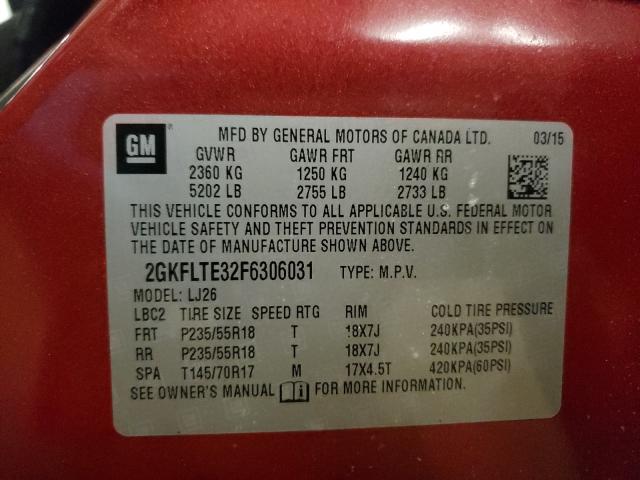 GM
MFD BY GENERAL MOTORS OF CANADA LTD. 03/15
GVWR GAWR FRT GAWR RR
2360 KG 1250 KG 1240 KG
5202 LB 2755 LB 2733 LB
THIS VEHICLE CONFORMS TO ALL APPLICABLE U.S. FEDERAL MOTOR
VEHICLE SAFETY AND THEFT PREVENTION STANDARDS IN EFFECT ON
THE DATE OF MANUFACTURE SHOWN ABOVE.
2GKFLTE32F6306031 TYPE: M.P.V.
MODEL: LJ26
LBC2 TIRE SIZE SPEED RTG RIM COLD TIRE PRESSURE
FRT P235/55R18 T 18X7J 240KPA(35PSI)
RR P235/55R18 T 18X7J 240KPA(35PSI)
SPA T145/70R17 M 17X4.5T 420KPA(60PSI)
SEE OWNER'S MANUAL FOR MORE INFORMATION.